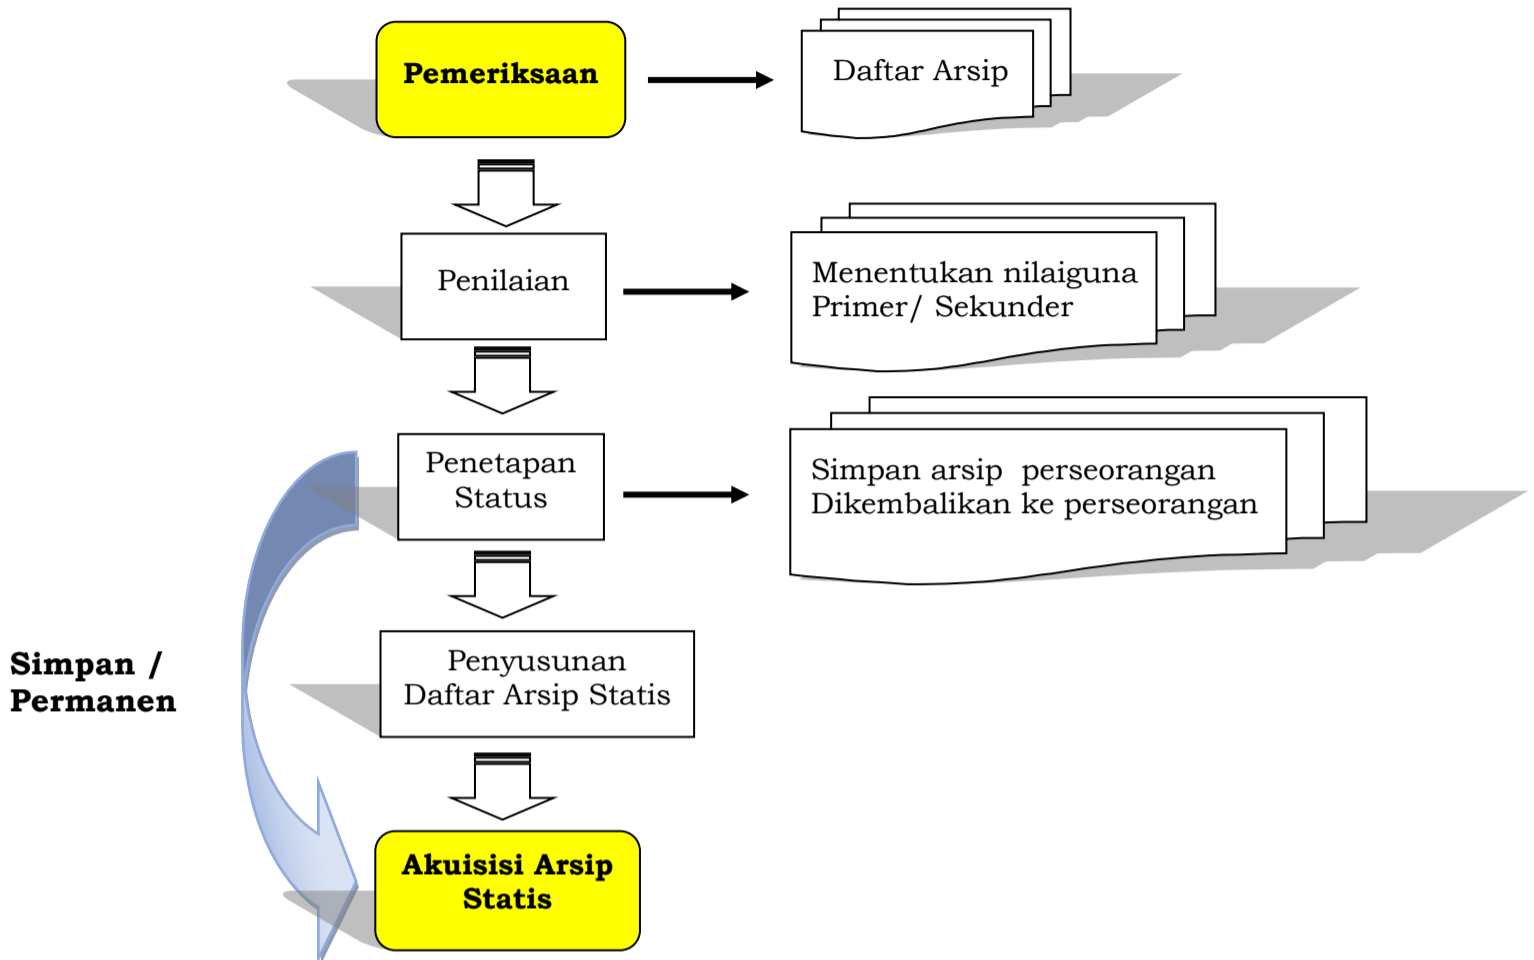 Pemeriksaan
Daftar Arsip
Penilaian
Menentukan nilaiguna
Primer/ Sekunder
Penetapan
Status
Simpan arsip  perseorangan
Dikembalikan ke perseorangan
Simpan /
Permanen
Penyusunan
Daftar Arsip Statis
Akuisisi Arsip
Statis